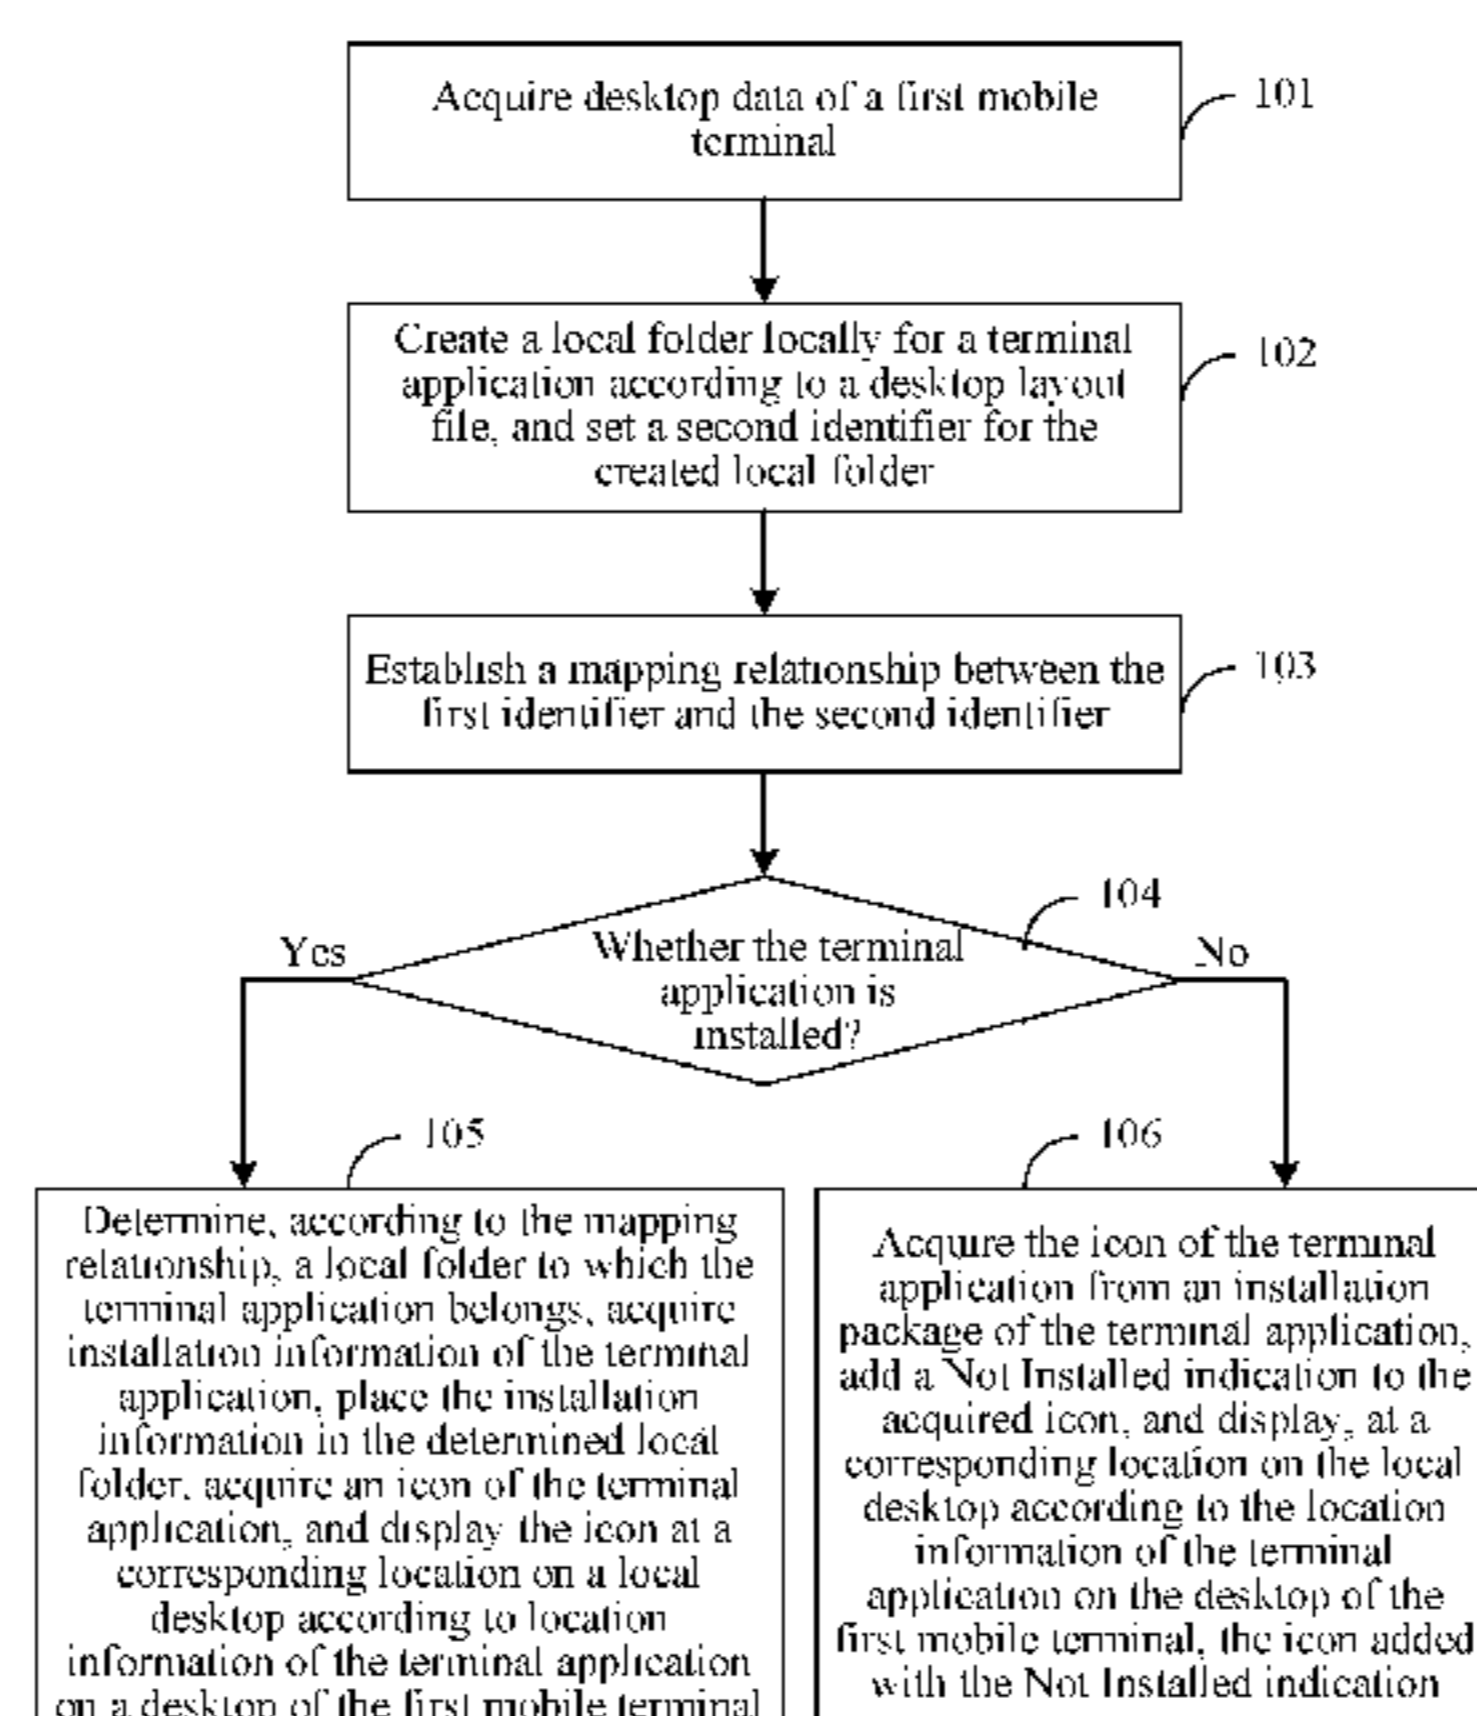 Acquire desktop data of a first mobile
terminal
101
Create a local folder locally for a terminal
application according to a desktop layout
file, and set a second identifier for the
created local folder
102
Establish a mapping relationship between the
first identifier and the second identifier
103
104
Yes
Whether the terminal
application is
installed?
No
105
Determine, according to the mapping
relationship, a local folder to which the
terminal application belongs, acquire
installation information of the terminal
application, place the installation
information in the determined local
folder, acquire an icon of the terminal
application, and display the icon at a
corresponding location on a local
desktop according to location
information of the terminal application
on a desktop of the first mobile terminal
106
Acquire the icon of the terminal
application from an installation
package of the terminal application,
add a Not Installed indication to the
acquired icon, and display, at a
corresponding location on the local
desktop according to the location
information of the terminal
application on the desktop of the
first mobile terminal, the icon added
with the Not Installed indication